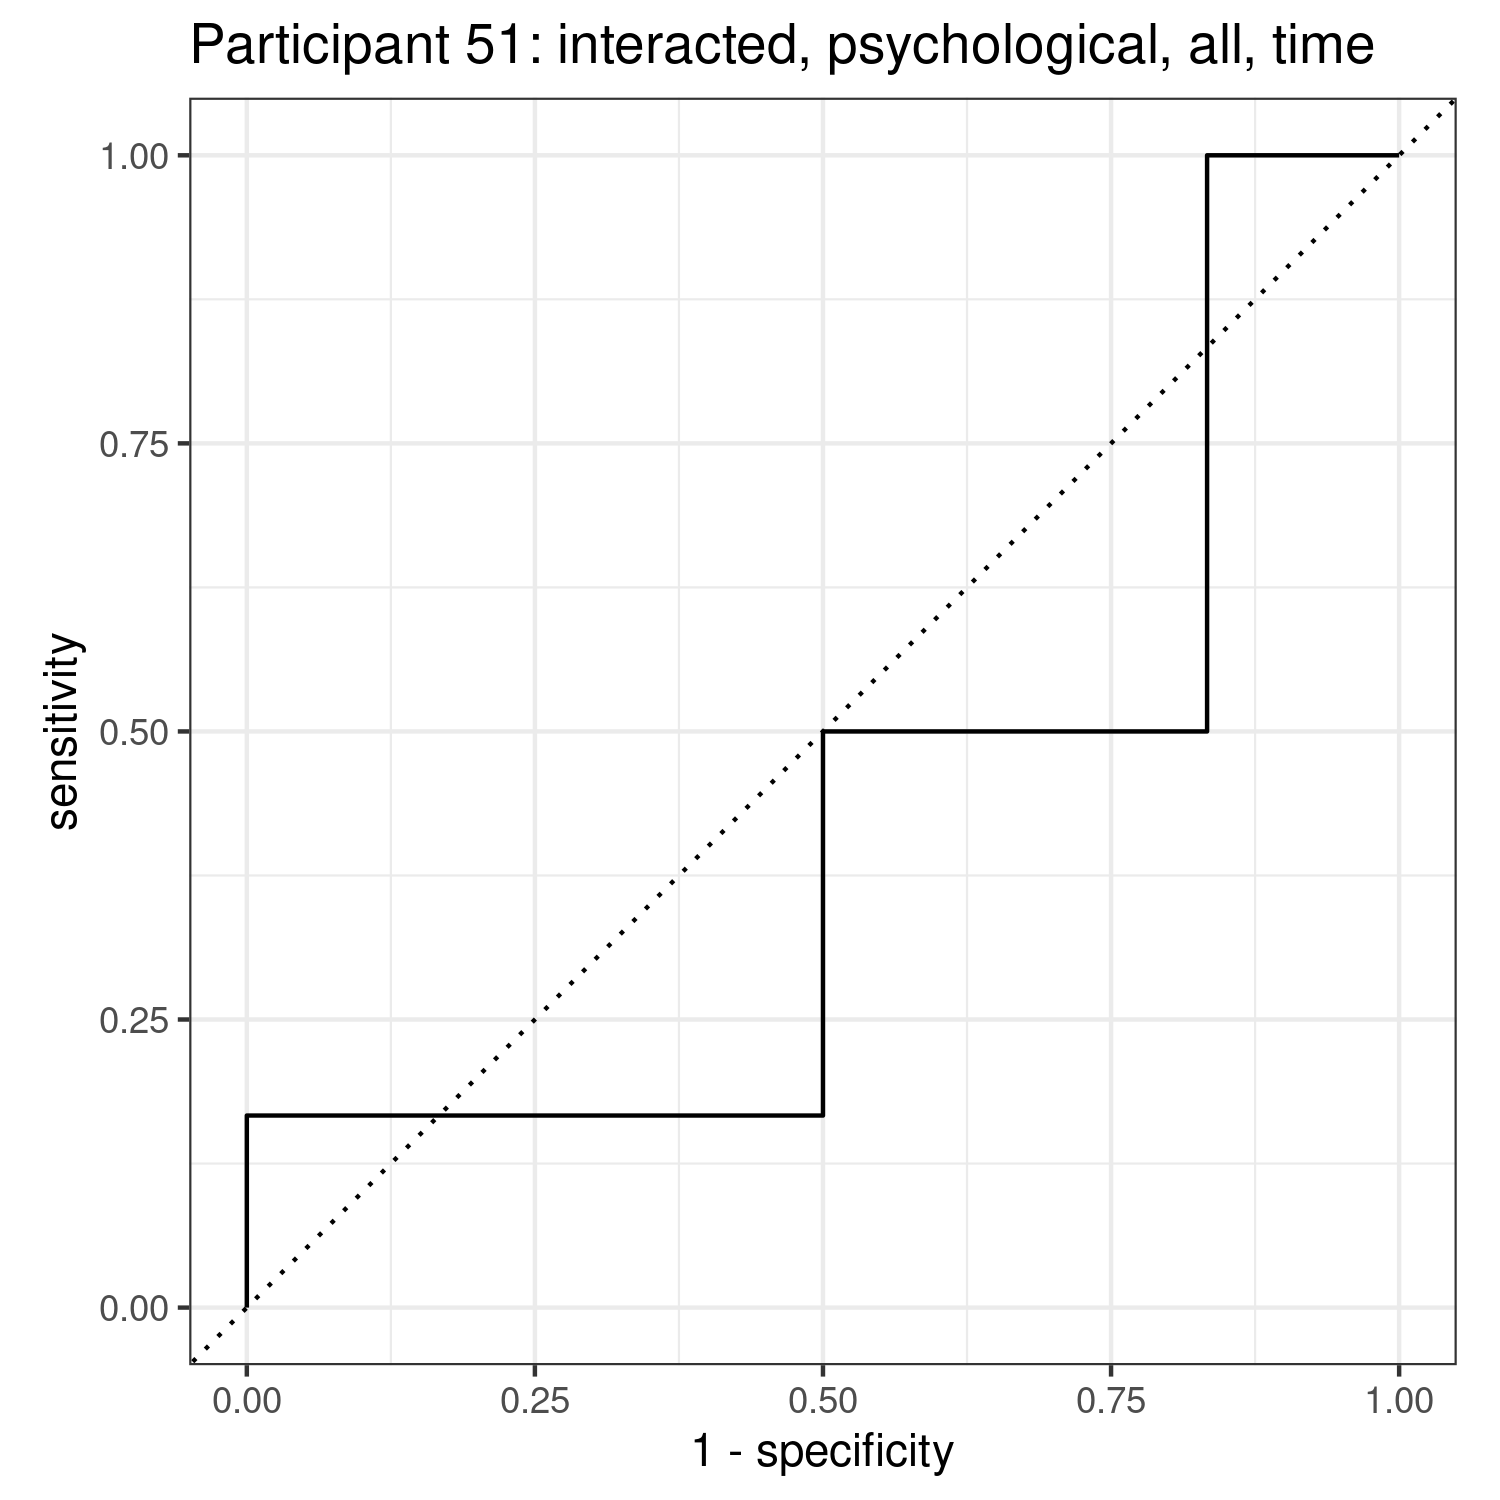 Participant 51: interacted, psychological, all, time
1.00
0.75
0.50
0.25
0.00
sensitivity
0.00 0.25 0.50 0.75 1.00
1 - specificity